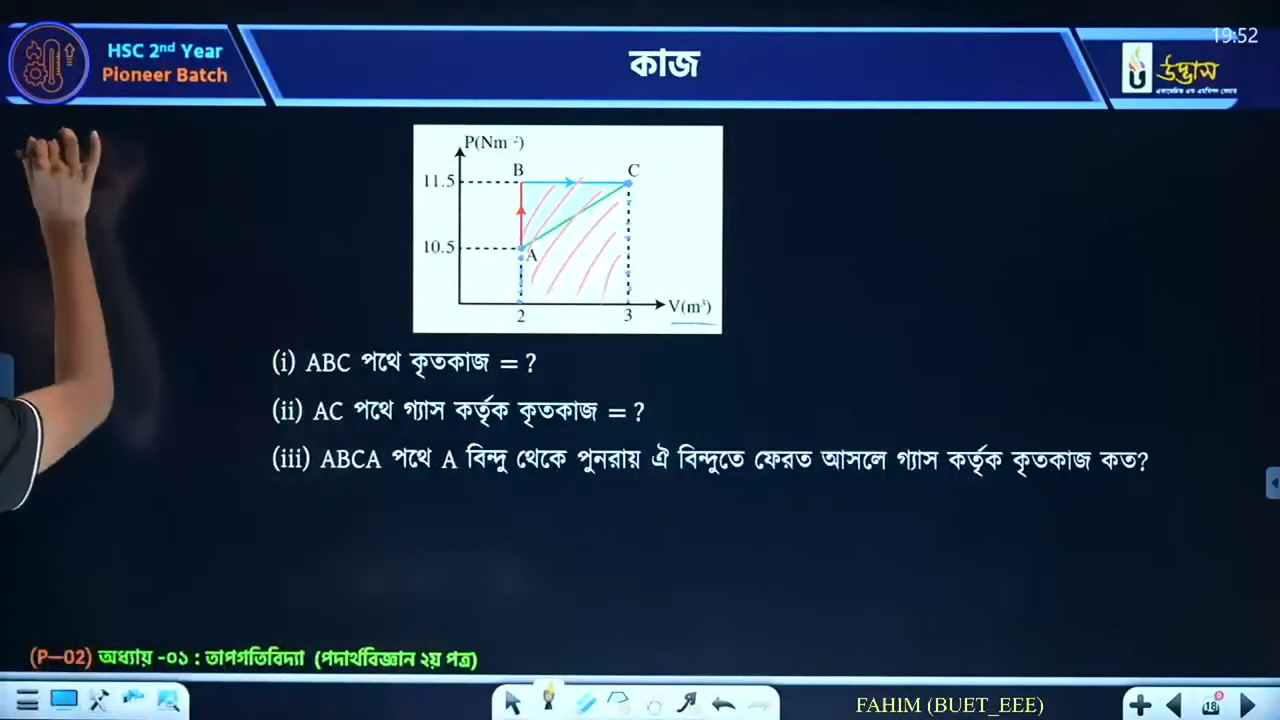 19:52
HSC 2nd Year
Pioneer Batch
কাজ
উদ্ভাস
P(Nm⁻²)
B
C
11.5
10.5
A
2
3
V(m³)
(i) ABC পথে কৃতকাজ = ?
(ii) AC পথে গ্যাস কর্তৃক কৃতকাজ = ?
(iii) ABCA পথে A বিন্দু থেকে পুনরায় ঐ বিন্দুতে ফেরত আসলে গ্যাস কর্তৃক কৃতকাজ কত?
(P–02) অধ্যায় -০১ : তাপগতিবিদ্যা (পদার্থবিজ্ঞান ২য় পত্র)
FAHIM (BUET_EEE)
18